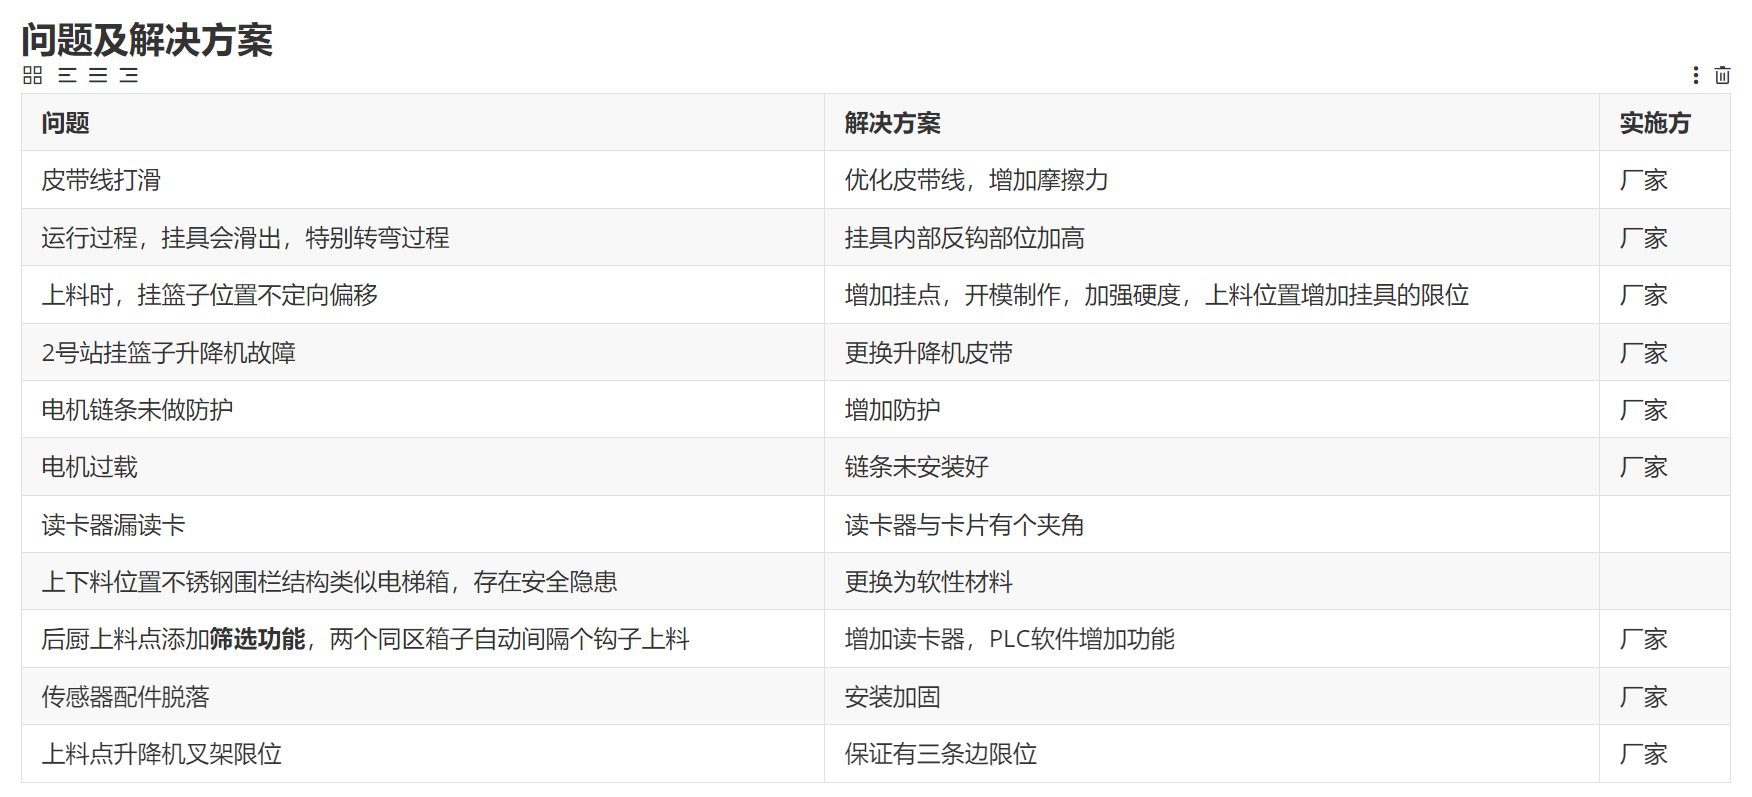 问题及解决方案
问题 解决方案 实施方
皮带线打滑 优化皮带线，增加摩擦力 厂家
运行过程，挂具会滑出，特别转弯过程 挂具内部反钩部位加高 厂家
上料时，挂篮子位置不定向偏移 增加挂点，开模制作，加强硬度，上料位置增加挂具的限位 厂家
2号站挂篮子升降机故障 更换升降机皮带 厂家
电机链条未做防护 增加防护 厂家
电机过载 链条未安装好 厂家
读卡器漏读卡 读卡器与卡片有个夹角
上下料位置不锈钢围栏结构类似电梯箱，存在安全隐患 更换为软性材料
后厨上料点添加筛选功能，两个同区箱子自动间隔个钩子上料 增加读卡器，PLC软件增加功能 厂家
传感器配件脱落 安装加固 厂家
上料点升降机叉架限位 保证有三条边限位 厂家